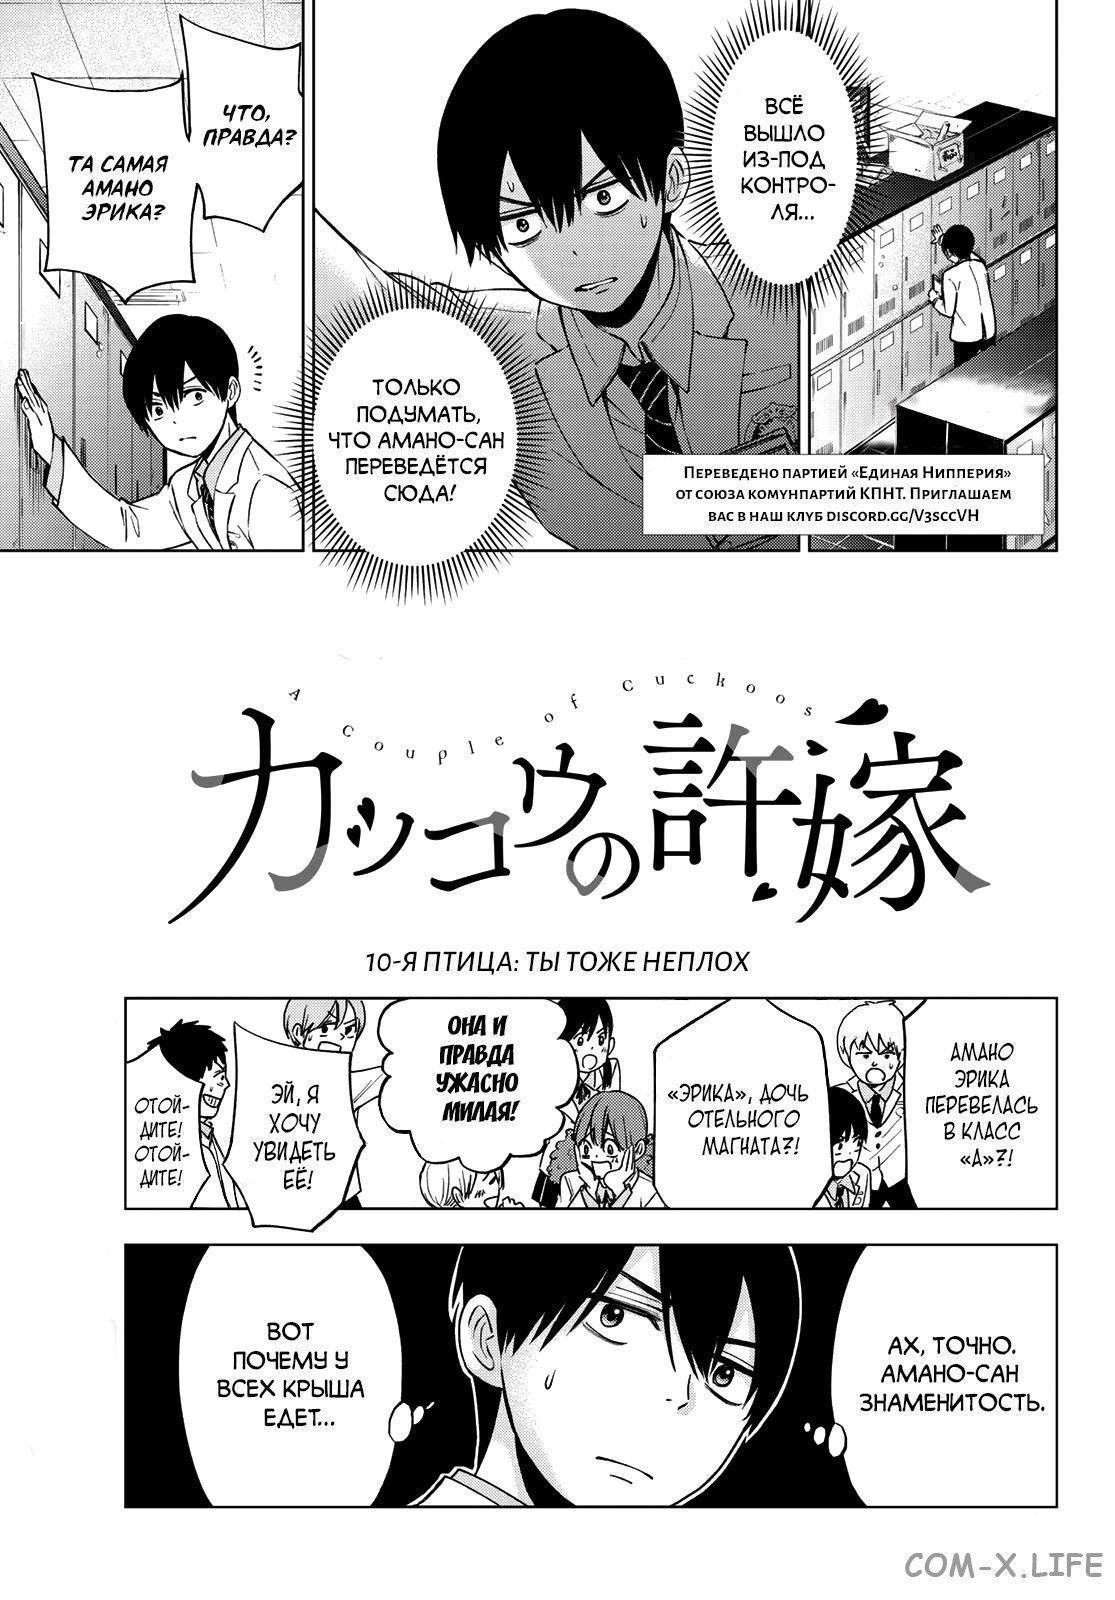 ВСЁ
ВЫШЛО
ИЗ-ПОД
КОНТРО-
ЛЯ...
ТОЛЬКО
ПОДУМАТЬ,
ЧТО АМАНО-САН
ПЕРЕВЕДЁТСЯ
СЮДА!
ЧТО,
ПРАВДА?
ТА САМАЯ
АМАНО
ЭРИКА?
Переведено партией «Единая Нипперия»
от союза комунпартий КПНТ. Приглашаем
вас в наш клуб discord.gg/V3sccVH
A Couple of Cuckoos
カッコウの許嫁
10-Я ПТИЦА: ТЫ ТОЖЕ НЕПЛОХ
АМАНО
ЭРИКА
ПЕРЕВЕЛАСЬ
В КЛАСС
«А»?!
«ЭРИКА», ДОЧЬ
ОТЕЛЬНОГО
МАГНАТА?!
ОНА И
ПРАВДА
УЖАСНО
МИЛАЯ!
ЭЙ, Я
ХОЧУ
УВИДЕТЬ
ЕЁ!
ОТОЙ-
ДИТЕ!
ОТОЙ-
ДИТЕ!
АХ, ТОЧНО.
АМАНО-САН
ЗНАМЕНИТОСТЬ.
ВОТ
ПОЧЕМУ У
ВСЕХ КРЫША
ЕДЕТ...
COM-X.LIFE